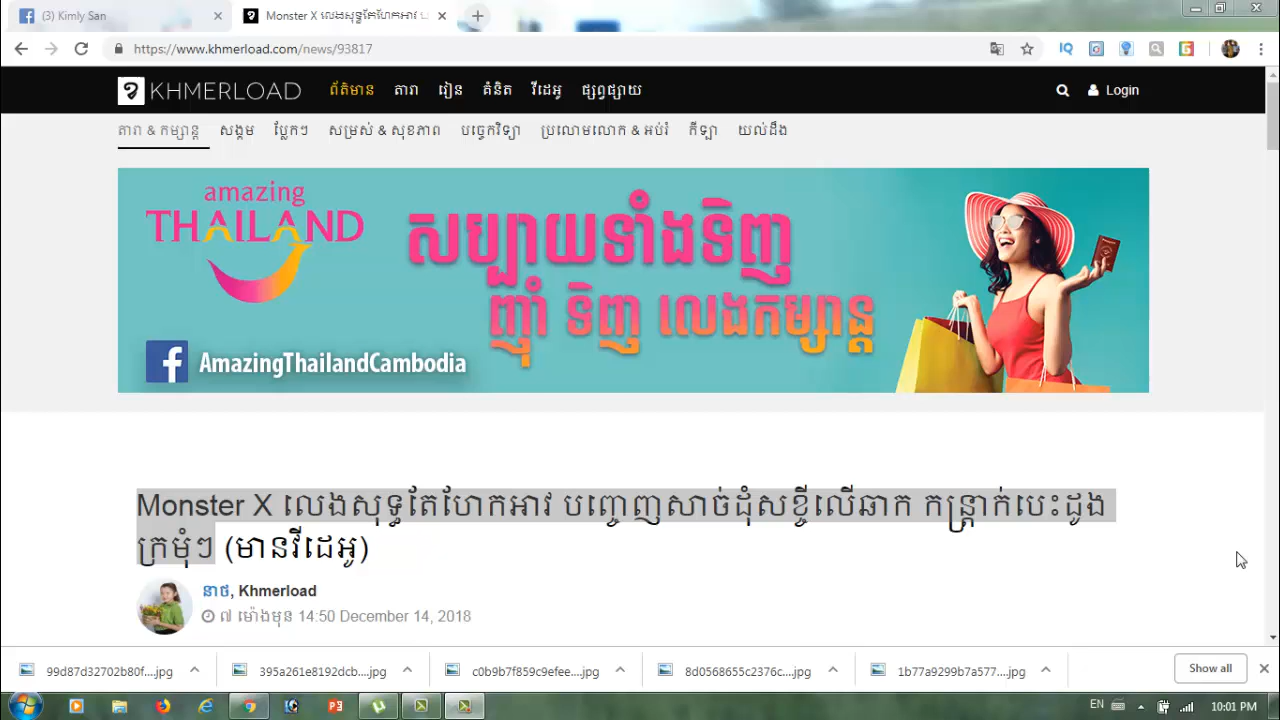 (3) Kimly San
Monster X លេងសុទ្ធតែហែកអាវ ប
https://www.khmerload.com/news/93817
KHMERLOAD ព័ត៌មាន តារា រៀន គំនិត វីដេអូ ផ្សព្វផ្សាយ Login
តារា & កម្សាន្ត សង្គម ប្លែកៗ សម្រស់ & សុខភាព បច្ចេកវិទ្យា ប្រលោមលោក & អប់រំ កីឡា យល់ដឹង
amazing
THAILAND
សប្បាយទាំងទិញ
ញ៉ាំ ទិញ លេងកម្សាន្ត
AmazingThailandCambodia
Monster X លេងសុទ្ធតែហែកអាវ បញ្ចេញសាច់ដុំសខ្ចីលើឆាក កន្ត្រាក់បេះដូង
ក្រមុំៗ (មានវីដេអូ)
នាថ, Khmerload
៧ ម៉ោងមុន 14:50 December 14, 2018
99d87d32702b80f....jpg 395a261e8192dcb....jpg c0b9b7f859c9efee....jpg 8d0568655c2376c....jpg 1b77a9299b7a577....jpg Show all
EN 10:01 PM